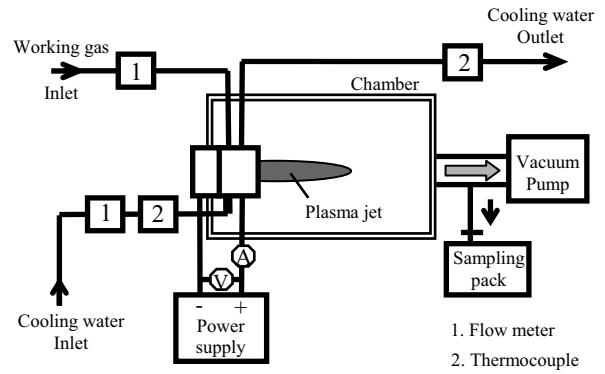 Cooling water
Outlet
Working gas
Inlet
1
2
Chamber
Plasma jet
Vacuum
Pump
1
2
A
V
- +
Power
supply
Sampling
pack
Cooling water
Inlet
1. Flow meter
2. Thermocouple